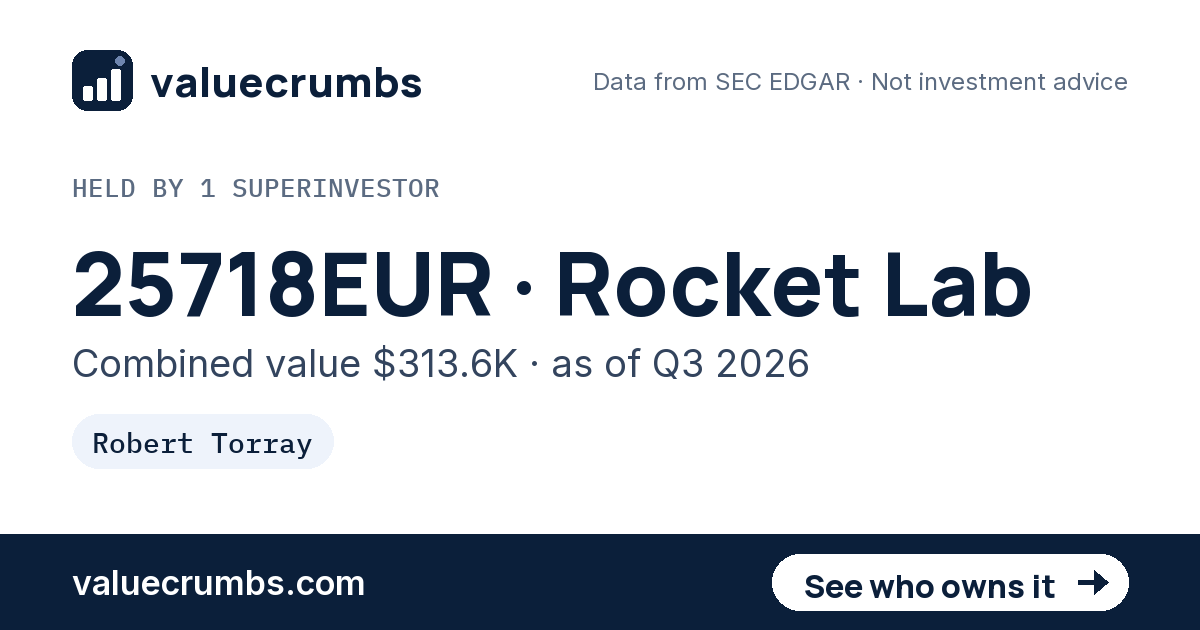 valuecrumbs
Data from SEC EDGAR · Not investment advice
HELD BY 1 SUPERINVESTOR
25718EUR · Rocket Lab
Combined value $313.6K · as of Q3 2026
Robert Torray
valuecrumbs.com
See who owns it →